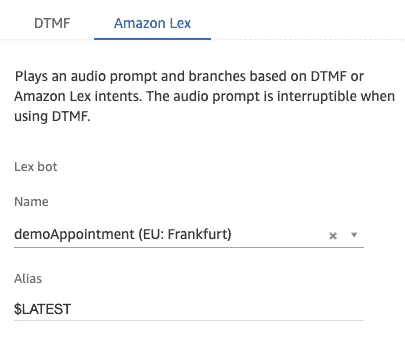 DTMF
Amazon Lex
Plays an audio prompt and branches based on DTMF or
Amazon Lex intents. The audio prompt is interruptible when
using DTMF.
Lex bot
Name
demoAppointment (EU: Frankfurt)
Alias
$LATEST